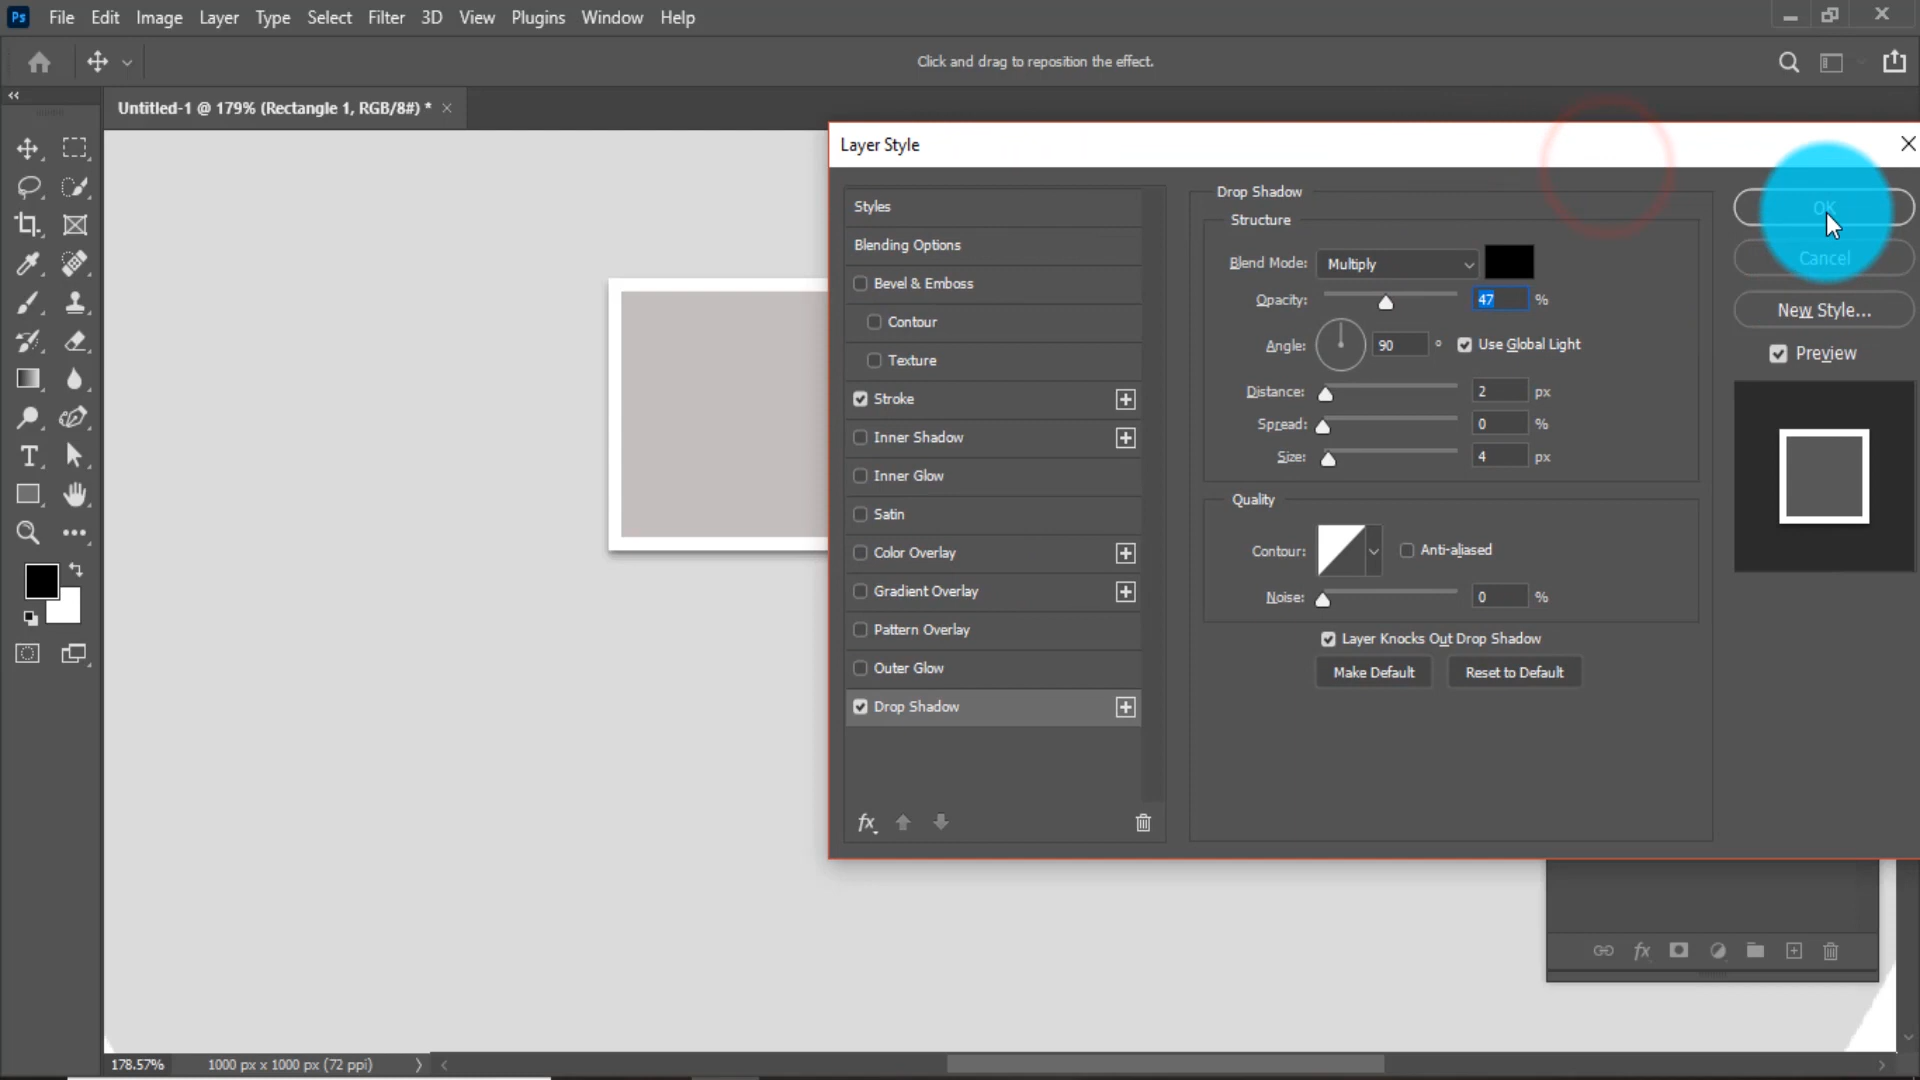 Ps File Edit Image Layer Type Select Filter 3D View Plugins Window Help
Click and drag to reposition the effect.
Untitled-1 @ 179% (Rectangle 1, RGB/8#) *
Layer Style
Styles
Blending Options
Bevel & Emboss
Contour
Texture
Stroke
Inner Shadow
Inner Glow
Satin
Color Overlay
Gradient Overlay
Pattern Overlay
Outer Glow
Drop Shadow
fx
Drop Shadow
Structure
Blend Mode: Multiply
Opacity: 47 %
Angle: 90 ° Use Global Light
Distance: 2 px
Spread: 0 %
Size: 4 px
Quality
Contour: Anti-aliased
Noise: 0 %
Layer Knocks Out Drop Shadow
Make Default Reset to Default
OK
Cancel
New Style...
Preview
fx
T
178.57% 1000 px x 1000 px (72 ppi)